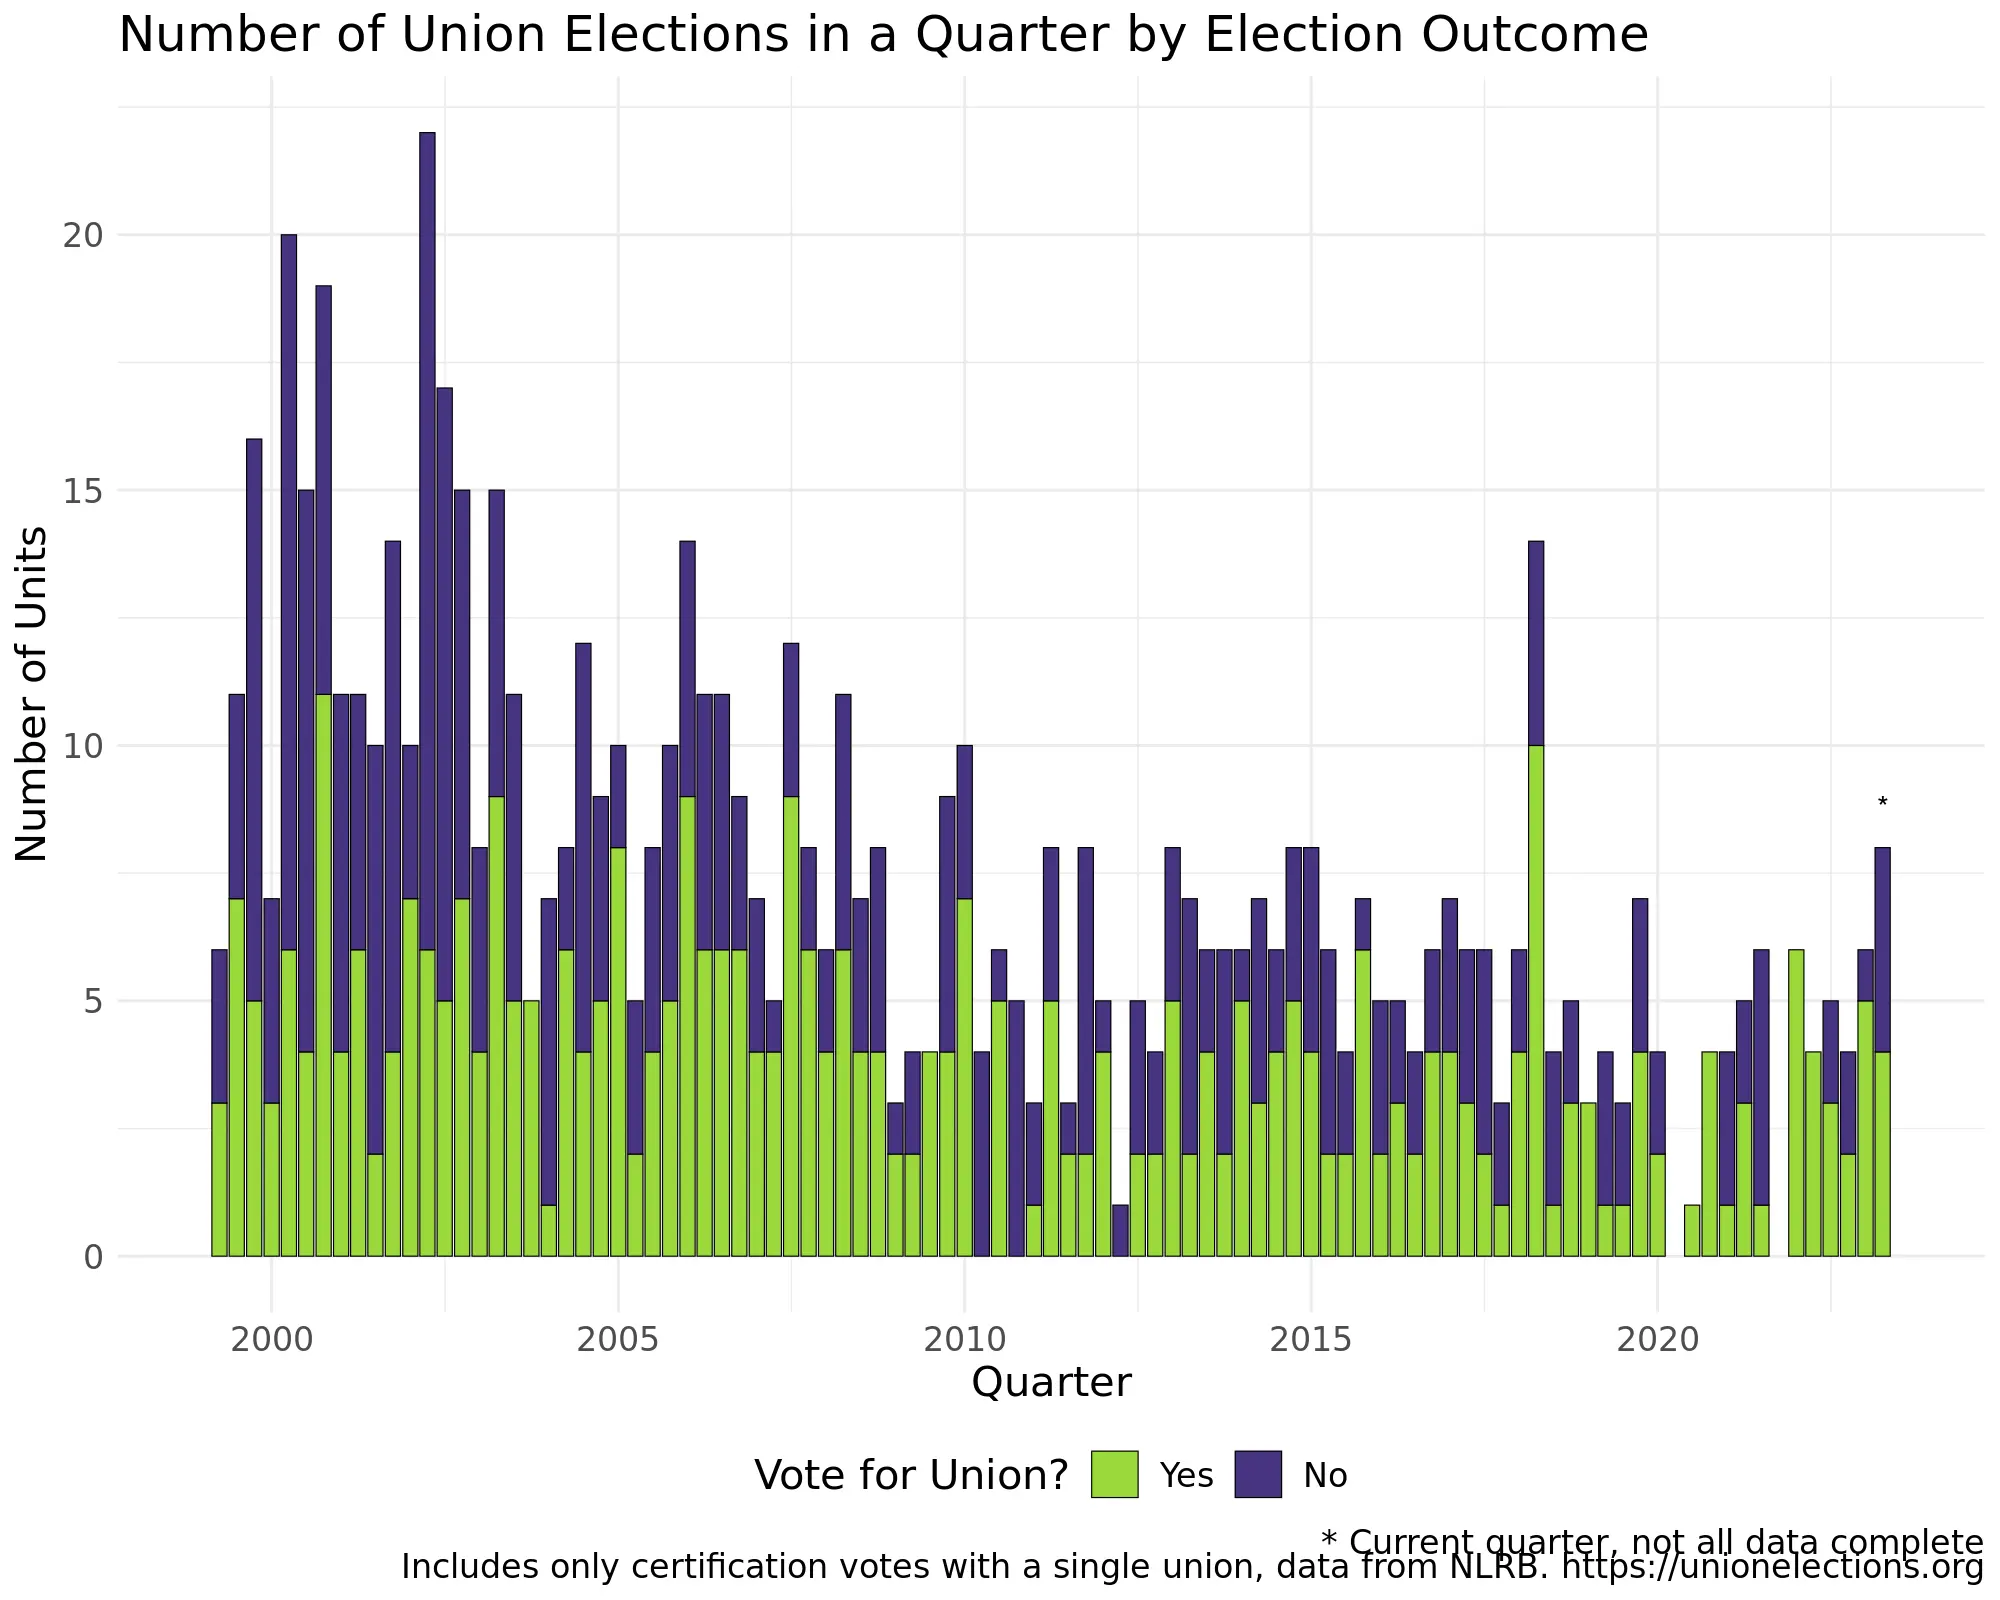 Number of Union Elections in a Quarter by Election Outcome
Number of Units
20
15
10
5
0
*
2000 2005 2010 2015 2020
Quarter
Vote for Union? Yes No
* Current quarter, not all data complete
Includes only certification votes with a single union, data from NLRB. https://unionelections.org